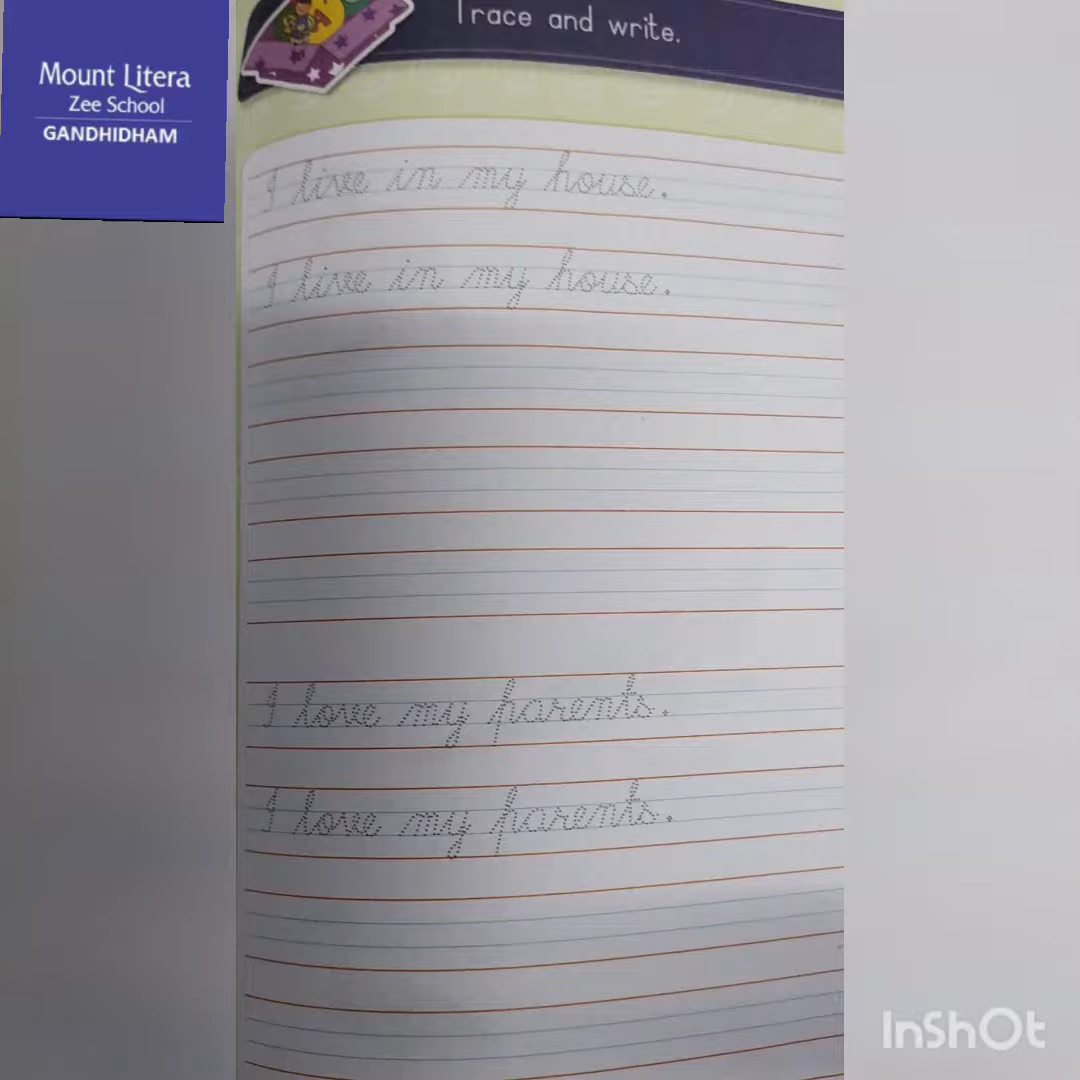 Mount Litera
Zee School
GANDHIDHAM
Trace and write.
I live in my house.
I live in my house.
I love my parents.
I love my parents.
InShOt